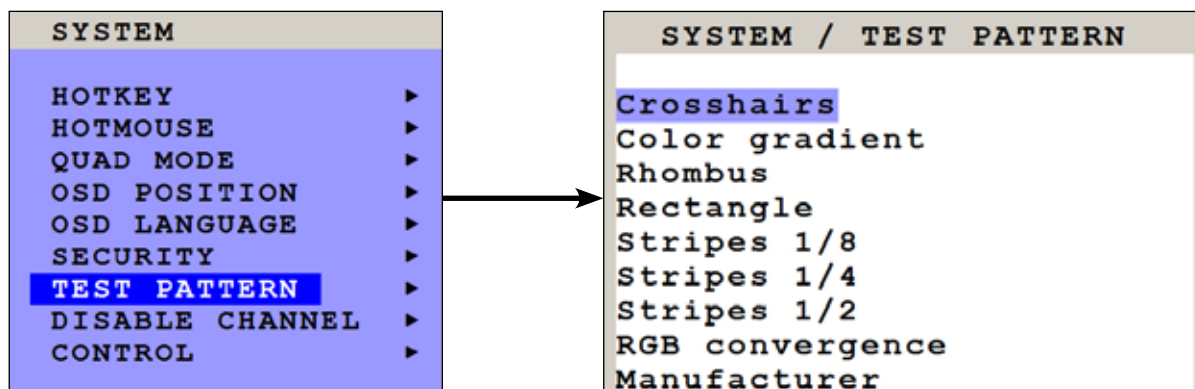 SYSTEM
HOTKEY
HOTMOUSE
QUAD MODE
OSD POSITION
OSD LANGUAGE
SECURITY
TEST PATTERN
DISABLE CHANNEL
CONTROL
SYSTEM / TEST PATTERN
Crosshairs
Color gradient
Rhombus
Rectangle
Stripes 1/8
Stripes 1/4
Stripes 1/2
RGB convergence
Manufacturer